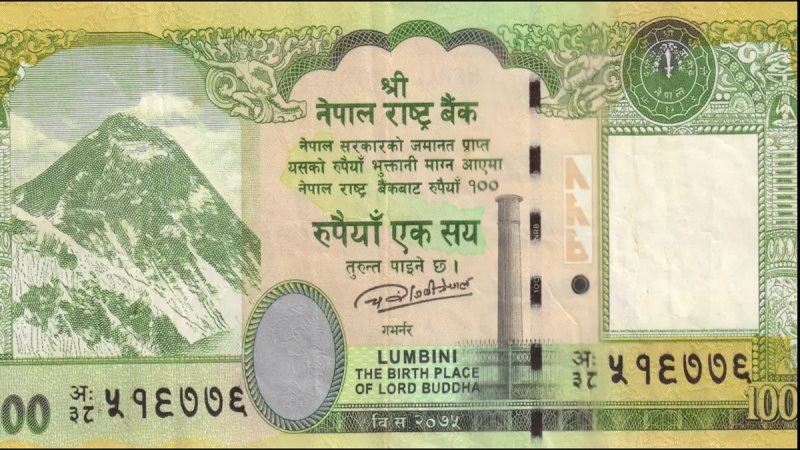 श्री
नेपाल राष्ट्र बैंक
नेपाल सरकारको जमानत प्राप्त
यसको रुपैयाँ भुक्तानी माग्न आएमा
नेपाल राष्ट्र बैंकबाट रुपैयाँ १००
रुपैयाँ एक सय
तुरुन्त पाइने छ ।
गभर्नर
LUMBINI
THE BIRTH PLACE
OF LORD BUDDHA
अः
३८ ५१६७७६
अः
३८ ५१६७७६
00
वि सं २०७५
100